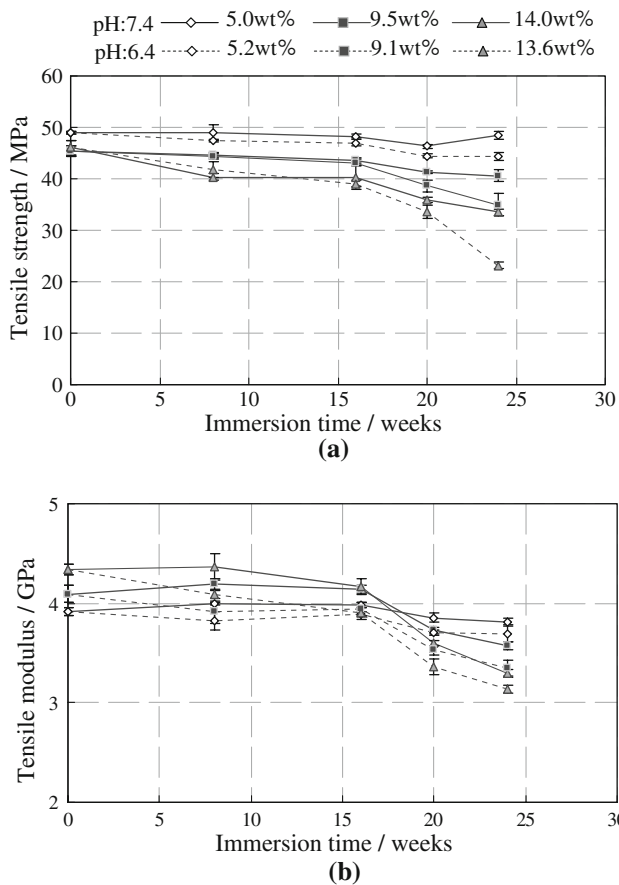 pH:7.4 5.0wt% 9.5wt% 14.0wt%
pH:6.4 5.2wt% 9.1wt% 13.6wt%
60
50
40
30
20
10
0
Tensile strength / MPa
0 5 10 15 20 25 30
Immersion time / weeks
(a)
5
4
3
2
Tensile modulus / GPa
0 5 10 15 20 25 30
Immersion time / weeks
(b)